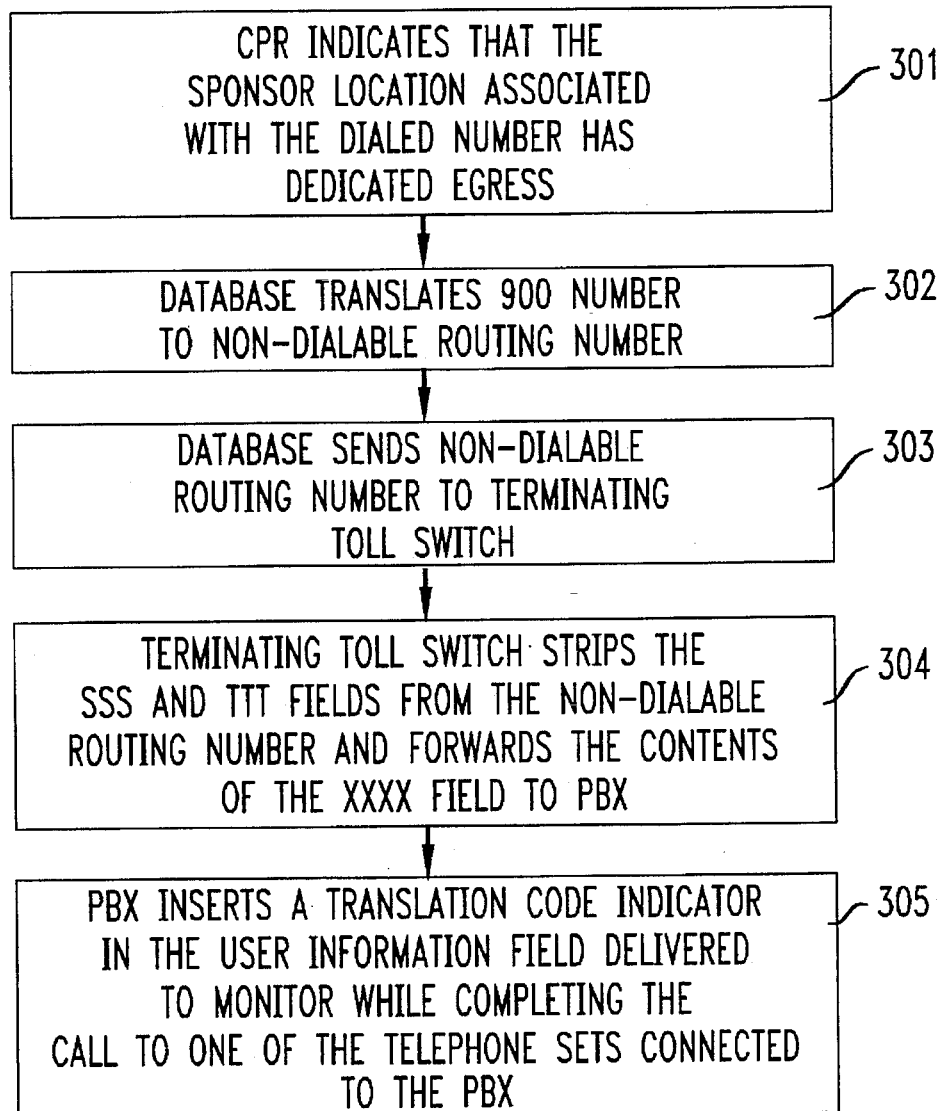 CPR INDICATES THAT THE
SPONSOR LOCATION ASSOCIATED
WITH THE DIALED NUMBER HAS
DEDICATED EGRESS
301
DATABASE TRANSLATES 900 NUMBER
TO NON-DIALABLE ROUTING NUMBER
302
DATABASE SENDS NON-DIALABLE
ROUTING NUMBER TO TERMINATING
TOLL SWITCH
303
TERMINATING TOLL SWITCH STRIPS THE
SSS AND TTT FIELDS FROM THE NON-DIALABLE
ROUTING NUMBER AND FORWARDS THE CONTENTS
OF THE XXXX FIELD TO PBX
304
PBX INSERTS A TRANSLATION CODE INDICATOR
IN THE USER INFORMATION FIELD DELIVERED
TO MONITOR WHILE COMPLETING THE
CALL TO ONE OF THE TELEPHONE SETS CONNECTED
TO THE PBX
305